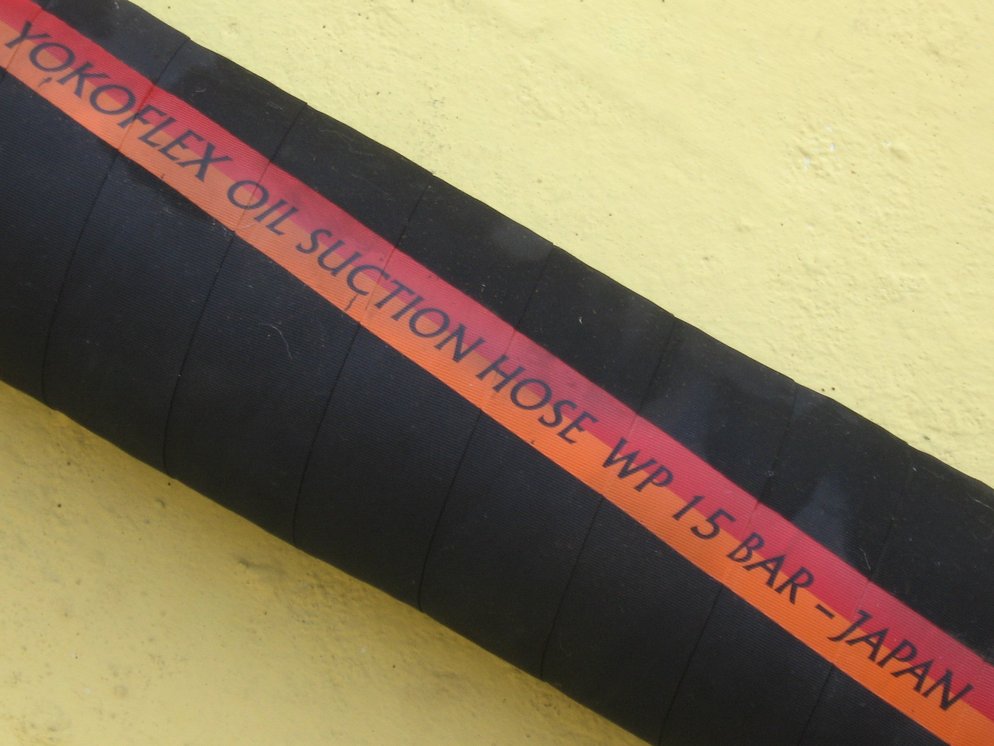 YOKOFLEX OIL SUCTION HOSE WP 15 BAR - JAPAN